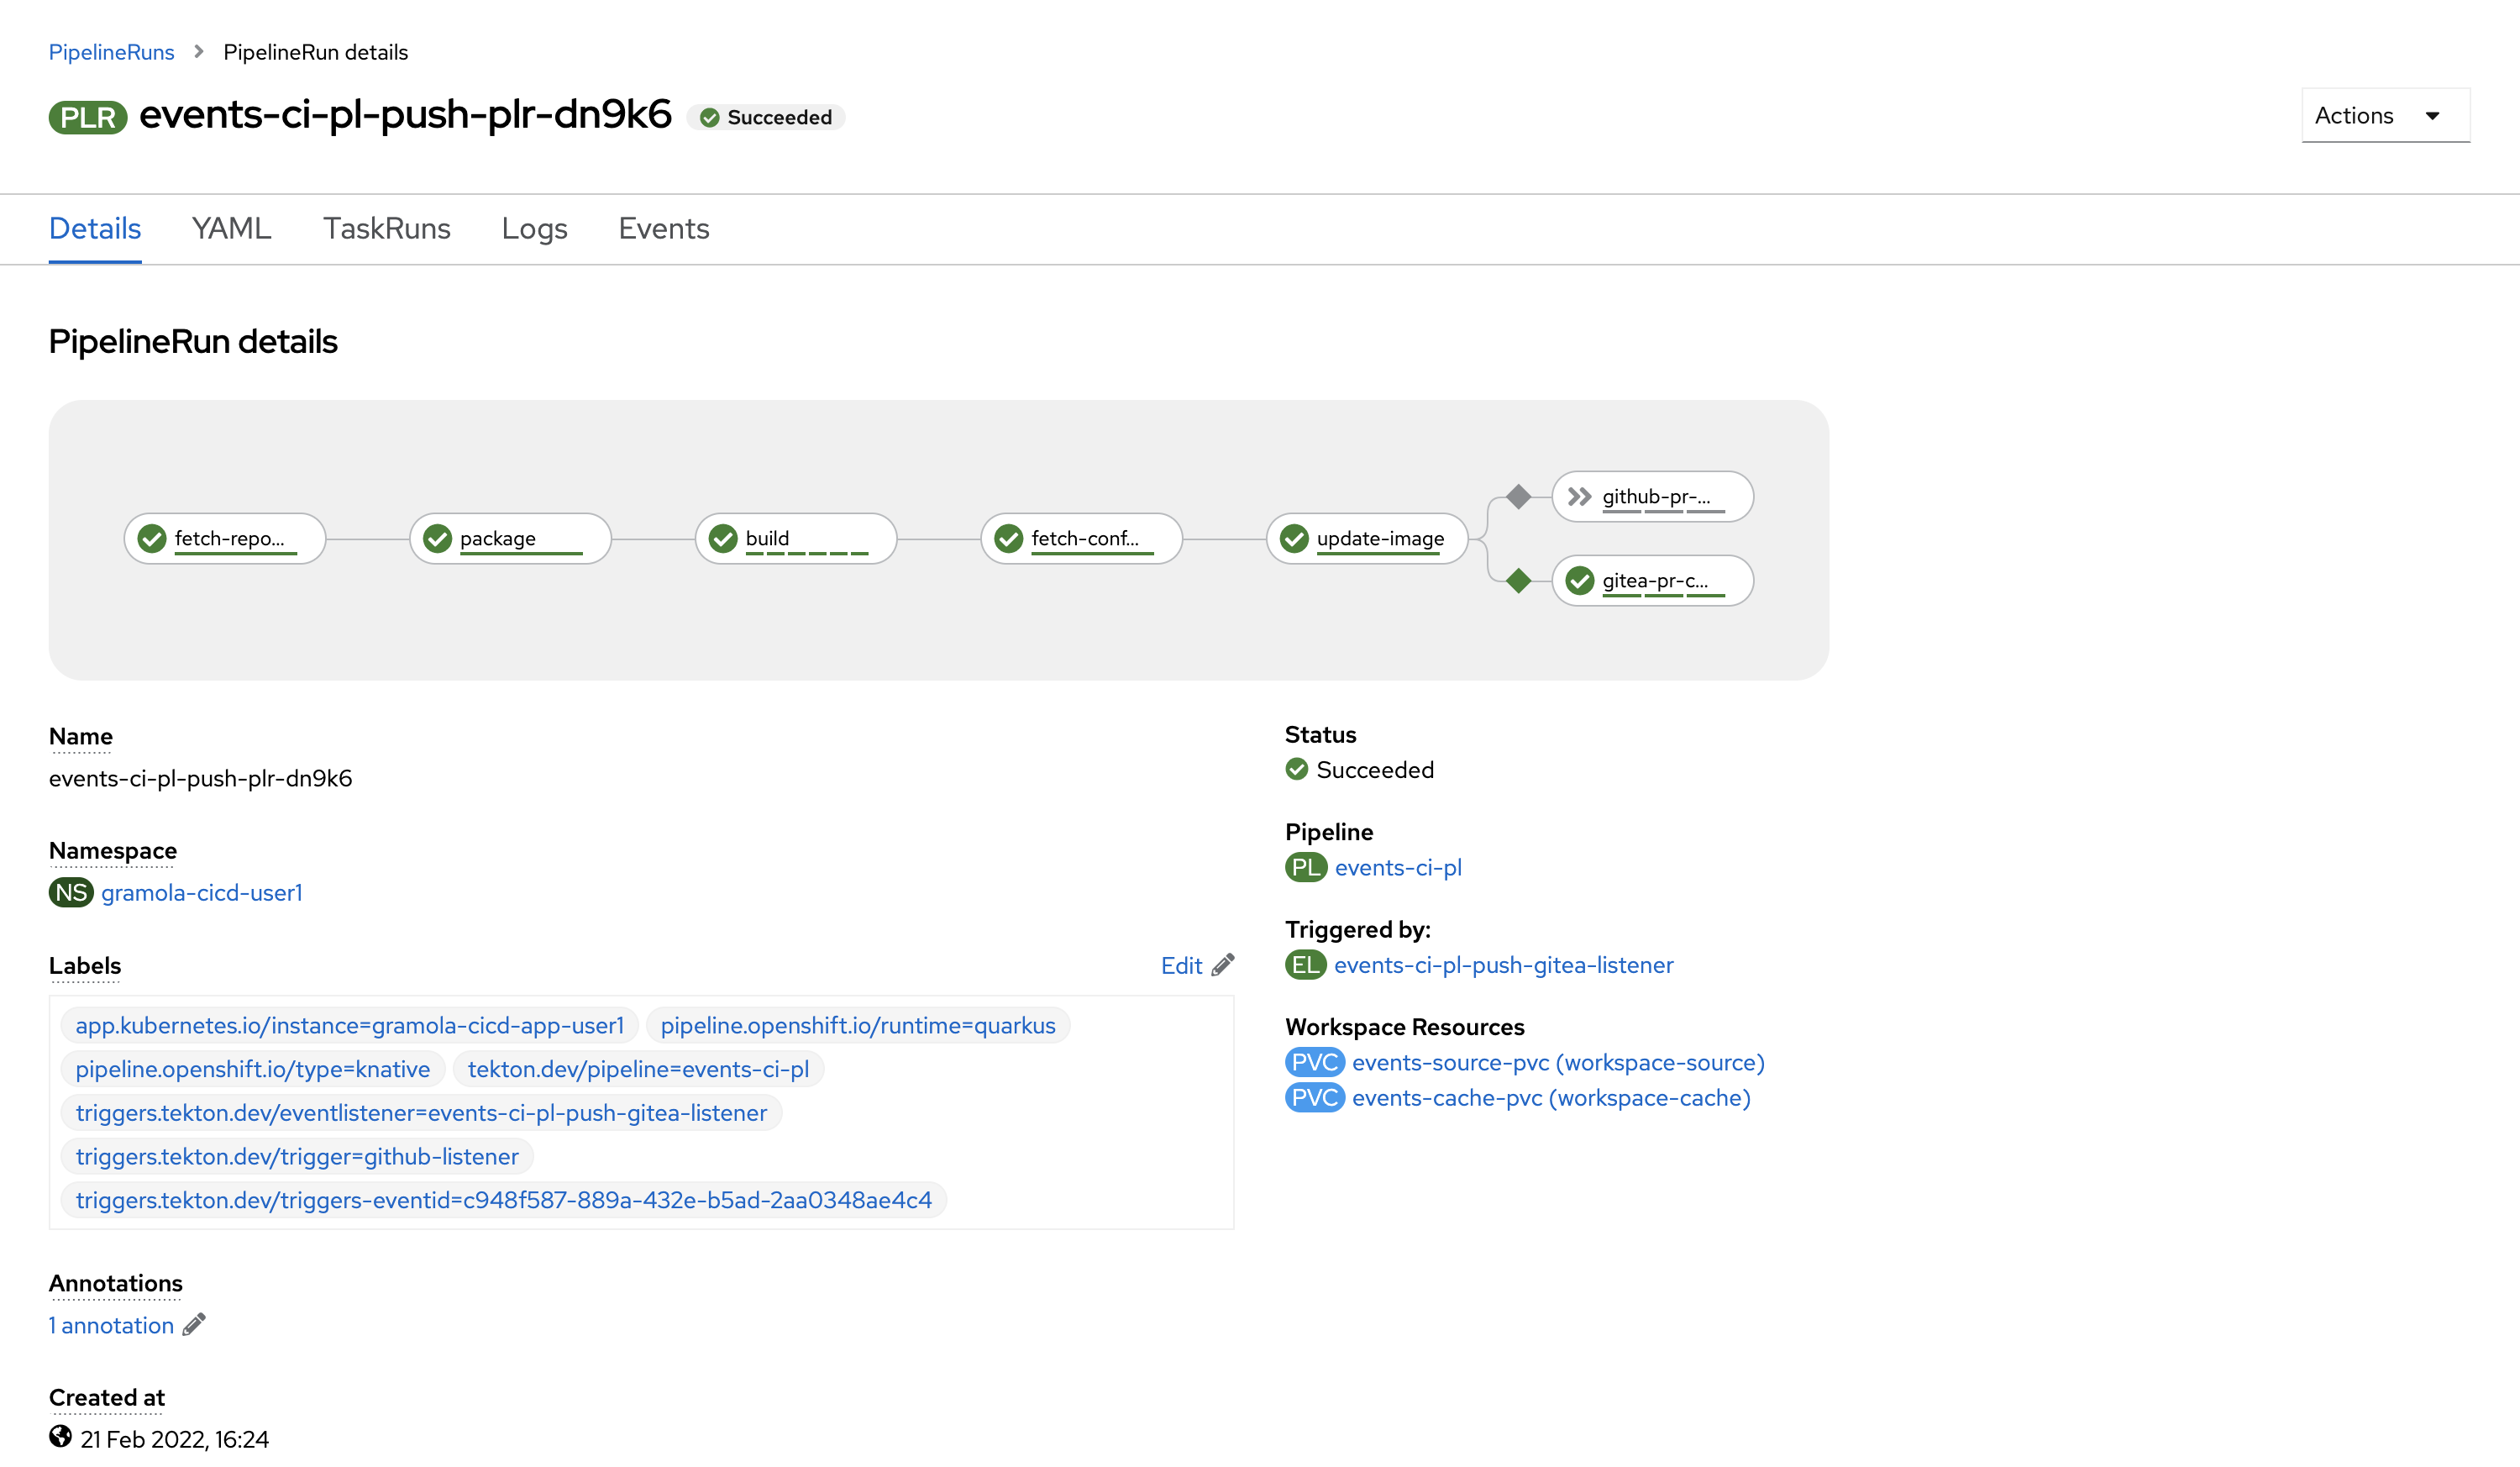 PipelineRuns > PipelineRun details
PLR events-ci-pl-push-plr-dn9k6 Succeeded
Actions
Details YAML TaskRuns Logs Events
PipelineRun details
fetch-repo... package build fetch-conf... update-image
github-pr-...
gitea-pr-c...
Name
events-ci-pl-push-plr-dn9k6
Namespace
NS gramola-cicd-user1
Labels Edit
app.kubernetes.io/instance=gramola-cicd-app-user1 pipeline.openshift.io/runtime=quarkus
pipeline.openshift.io/type=knative tekton.dev/pipeline=events-ci-pl
triggers.tekton.dev/eventlistener=events-ci-pl-push-gitea-listener
triggers.tekton.dev/trigger=github-listener
triggers.tekton.dev/triggers-eventid=c948f587-889a-432e-b5ad-2aa0348ae4c4
Annotations
1 annotation
Created at
21 Feb 2022, 16:24
Status
Succeeded
Pipeline
PL events-ci-pl
Triggered by:
EL events-ci-pl-push-gitea-listener
Workspace Resources
PVC events-source-pvc (workspace-source)
PVC events-cache-pvc (workspace-cache)